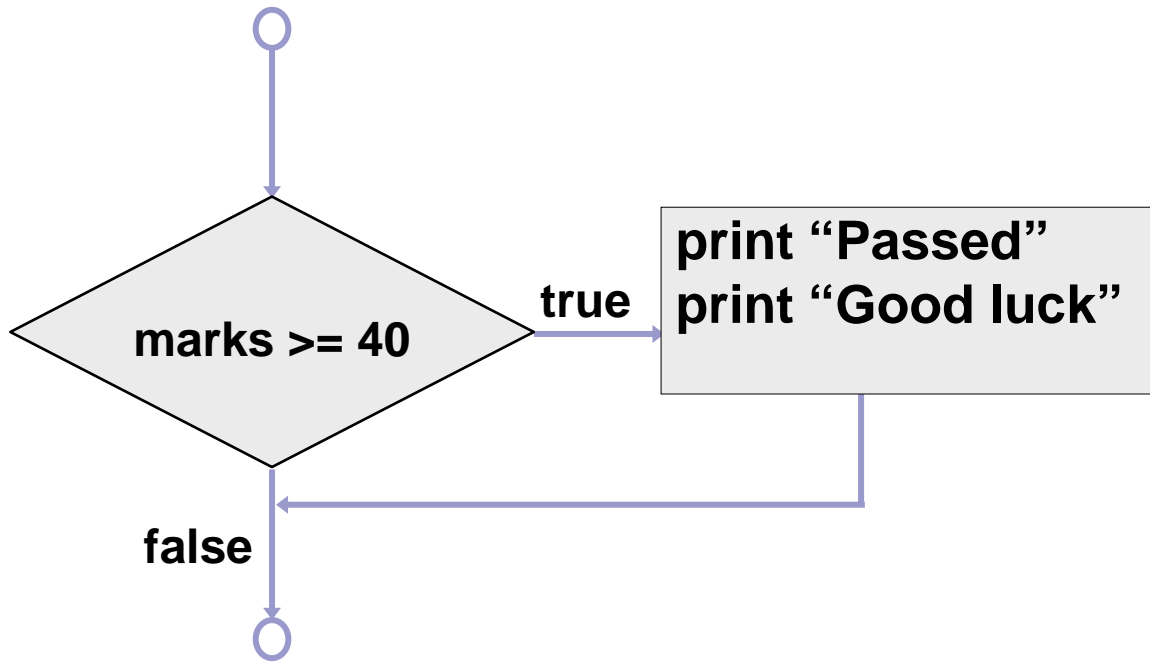 marks >= 40
true
print “Passed”
print “Good luck”
false